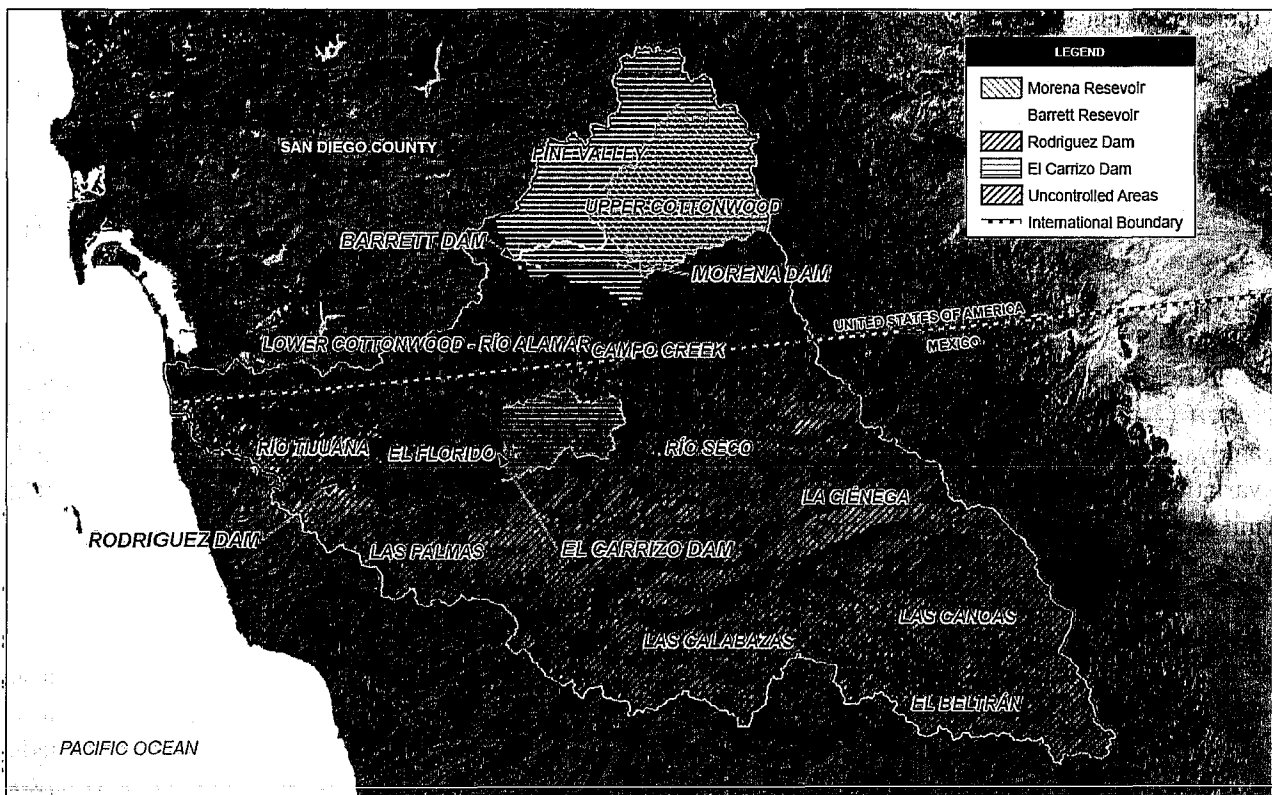 LEGEND
Morena Resevoir
Barrett Resevoir
Rodriguez Dam
El Carrizo Dam
Uncontrolled Areas
International Boundary
SAN DIEGO COUNTY
PINE VALLEY
UPPER COTTONWOOD
BARRETT DAM
MORENA DAM
UNITED STATES OF AMERICA
MEXICO
LOWER COTTONWOOD - RÍO ALAMAR
CAMPO CREEK
RÍO TIJUANA
EL FLORIDO
RÍO SECO
LA CIÉNEGA
RODRIGUEZ DAM
LAS PALMAS
EL CARRIZO DAM
LAS CANOAS
LAS CALABAZAS
EL BELTRÁN
PACIFIC OCEAN